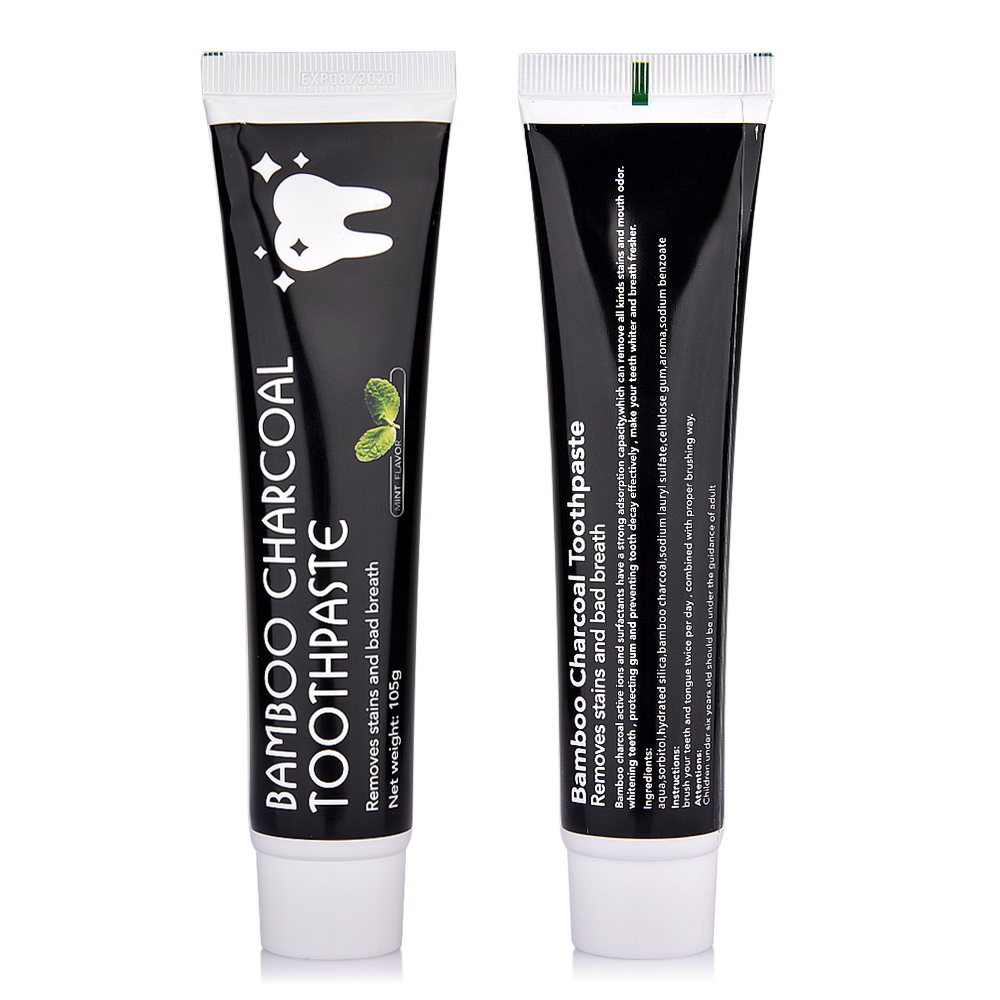 EXP08/2020
BAMBOO CHARCOAL
TOOTHPASTE
MINT FLAVOR
Removes stains and bad breath
Net weight: 105g
Bamboo Charcoal Toothpaste
Removes stains and bad breath
Bamboo charcoal active ions and surfactants have a strong adsorption capacity,which can remove all kinds stains and mouth odor.
whitening teeth , protecting gum and preventing tooth decay effectively , make your teeth whiter and breath fresher.
Ingredients:
aqua,sorbitol,hydrated silica,bamboo charcoal,sodium lauryl sulfate,cellulose gum,aroma,sodium benzoate
Instructions:
brush your teeth and tongue twice per day , combined with proper brushing way.
Attentions:
Children under six years old should be under the guidance of adult